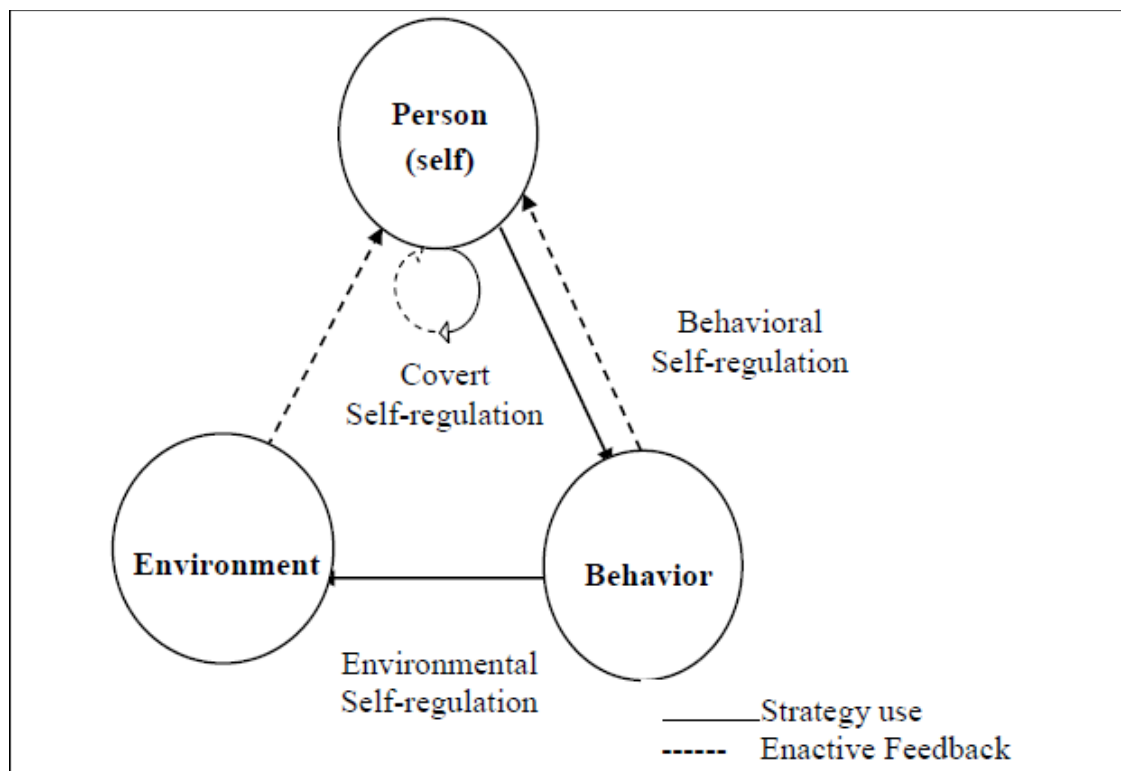 Person
(self)
Behavioral
Self-regulation
Covert
Self-regulation
Environment
Behavior
Environmental
Self-regulation
Strategy use
Enactive Feedback